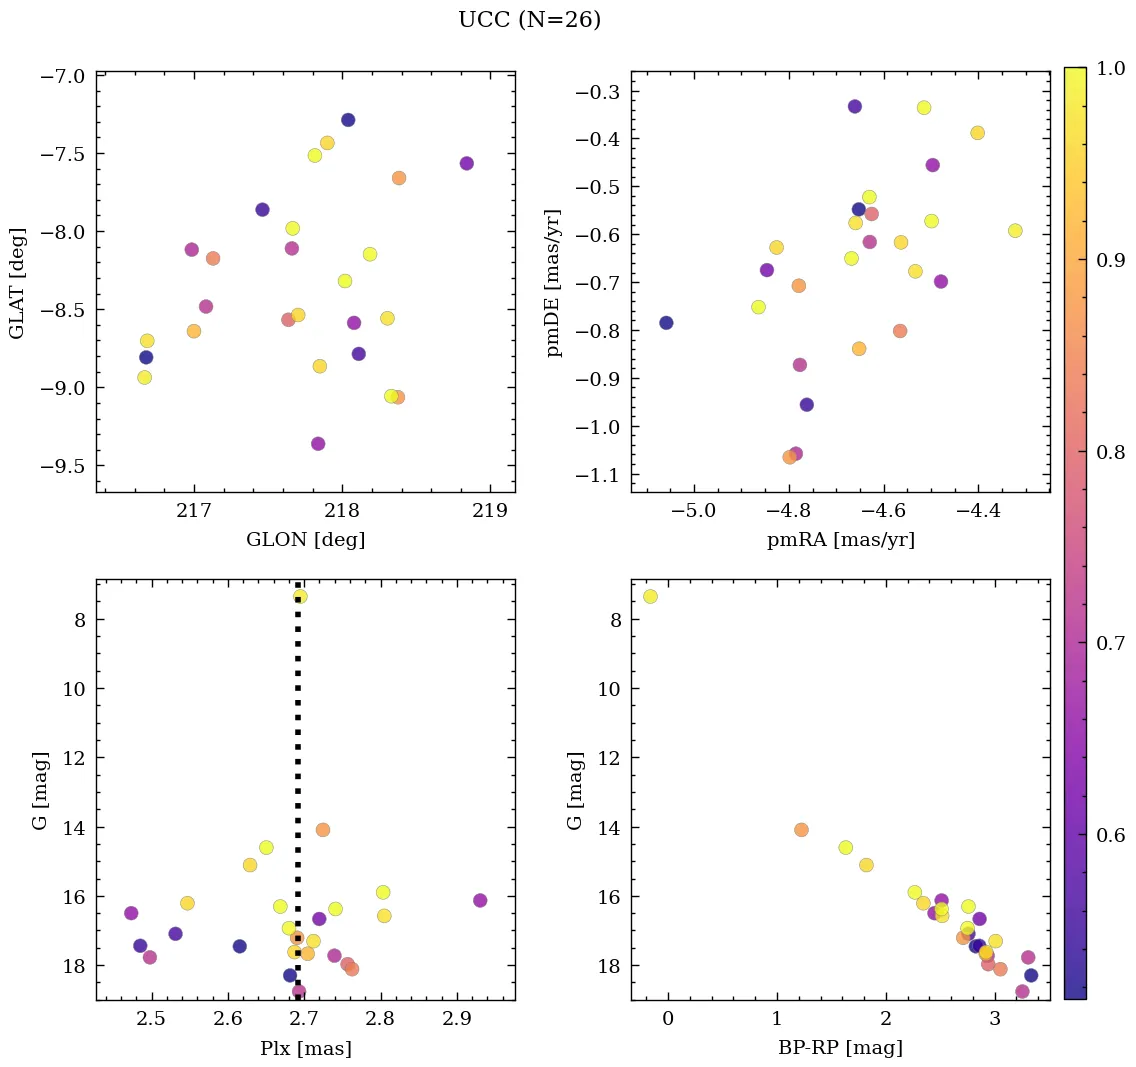 UCC (N=26)
−7.0
−7.5
−8.0
−8.5
−9.0
−9.5
GLAT [deg]
217 218 219
GLON [deg]
−0.3
−0.4
−0.5
−0.6
−0.7
−0.8
−0.9
−1.0
−1.1
pmDE [mas/yr]
−5.0 −4.8 −4.6 −4.4
pmRA [mas/yr]
8
10
12
14
16
18
G [mag]
2.5 2.6 2.7 2.8 2.9
Plx [mas]
8
10
12
14
16
18
G [mag]
0 1 2 3
BP-RP [mag]
1.0
0.9
0.8
0.7
0.6